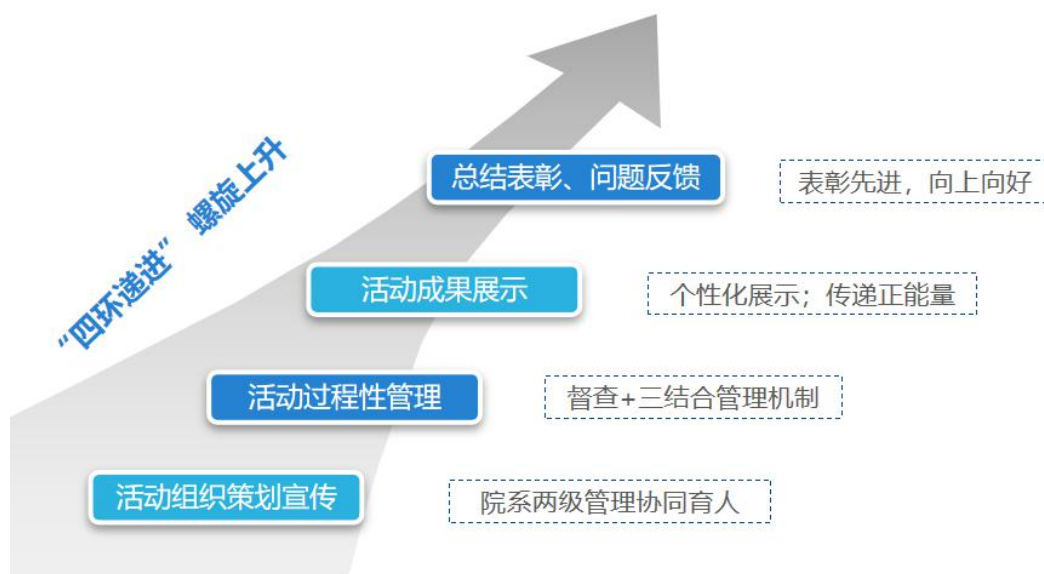 “四环递进” 螺旋上升
总结表彰、问题反馈
表彰先进，向上向好
活动成果展示
个性化展示；传递正能量
活动过程性管理
督查+三结合管理机制
活动组织策划宣传
院系两级管理协同育人